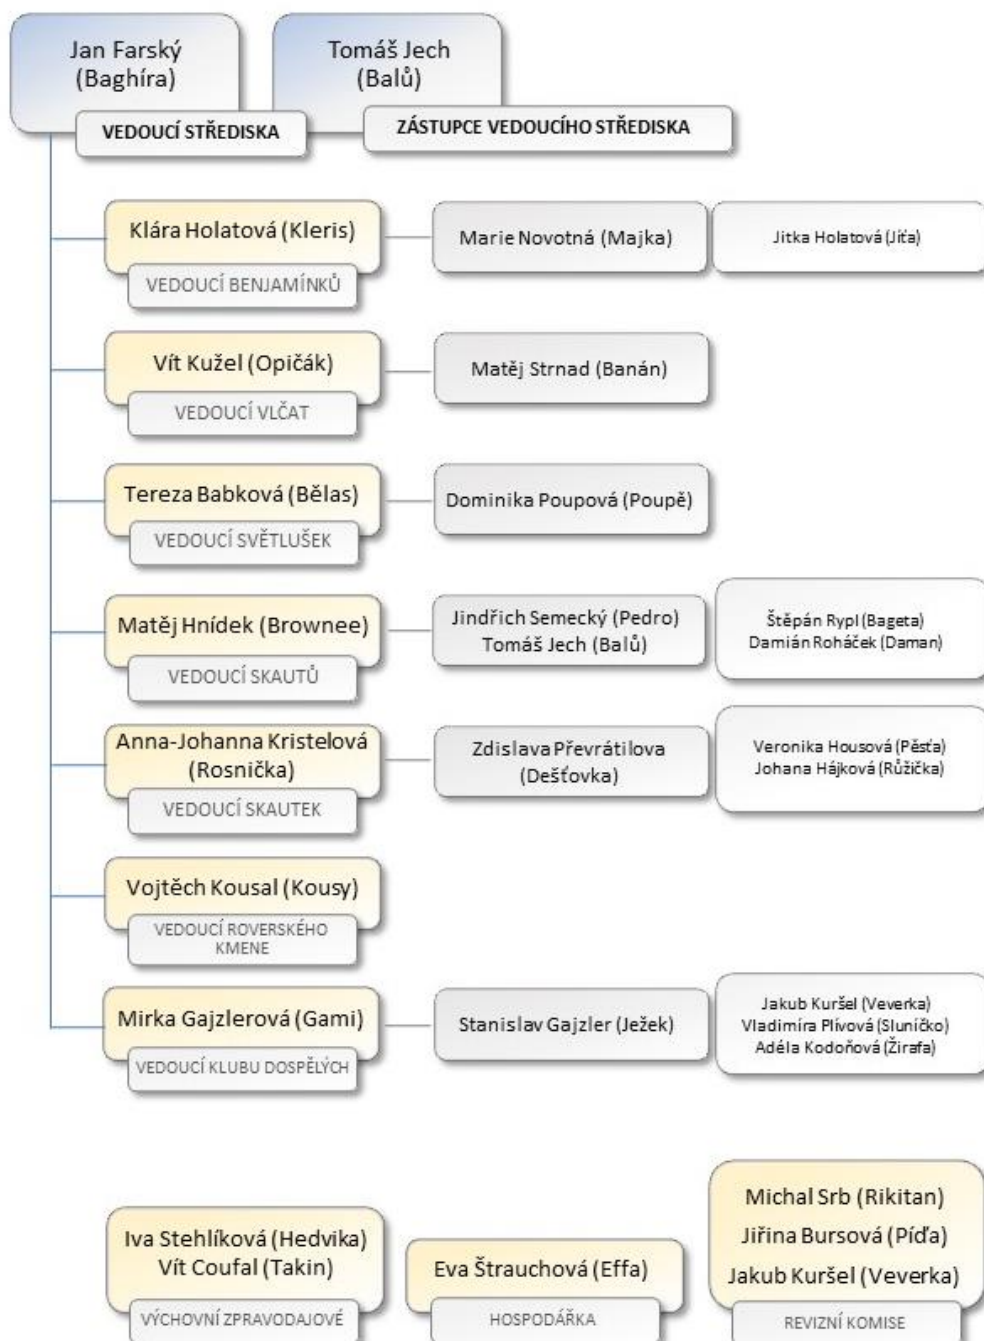 Jan Farský
(Baghíra)
VEDOUCÍ STŘEDISKA
Tomáš Jech
(Balů)
ZÁSTUPCE VEDOUCÍHO STŘEDISKA
Klára Holatová (Kleris)
VEDOUCÍ BENJAMÍNKŮ
Marie Novotná (Majka)
Jitka Holatová (Jíťa)
Vít Kužel (Opičák)
VEDOUCÍ VLČAT
Matěj Strnad (Banán)
Tereza Babková (Bělas)
VEDOUCÍ SVĚTLUŠEK
Dominika Poupová (Poupě)
Matěj Hnídek (Brownee)
VEDOUCÍ SKAUTŮ
Jindřich Semecký (Pedro)
Tomáš Jech (Balů)
Štěpán Rypl (Bageta)
Damián Roháček (Daman)
Anna-Johanna Kristelová
(Rosnička)
VEDOUCÍ SKAUTEK
Zdislava Převrátilova
(Dešťovka)
Veronika Housová (Pěsťa)
Johana Hájková (Růžička)
Vojtěch Kousal (Kousy)
VEDOUCÍ ROVERSKÉHO
KMENE
Mirka Gajzlerová (Gami)
VEDOUCÍ KLUBU DOSPĚLÝCH
Stanislav Gajzler (Ježek)
Jakub Kuršel (Veverka)
Vladimíra Plívová (Sluníčko)
Adéla Kodoňová (Žirafa)
Iva Stehlíková (Hedvika)
Vít Coufal (Takin)
VÝCHOVNÍ ZPRAVODAJOVÉ
Eva Štrauchová (Effa)
HOSPODÁŘKA
Michal Srb (Rikitan)
Jiřina Bursová (Píďa)
Jakub Kuršel (Veverka)
REVIZNÍ KOMISE